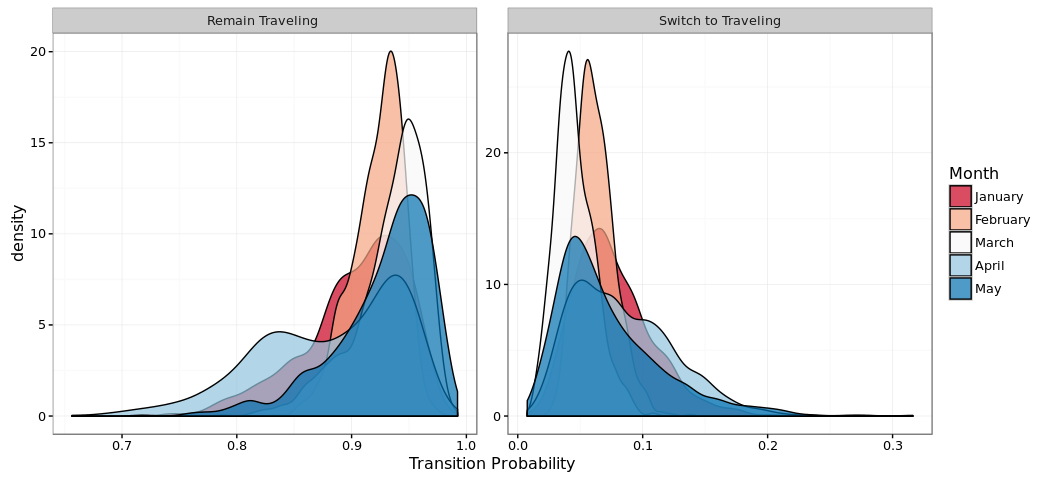 Remain Traveling
Switch to Traveling
density
20
15
10
5
0
20
10
0
0.7 0.8 0.9 1.0
0.0 0.1 0.2 0.3
Transition Probability
Month
January
February
March
April
May